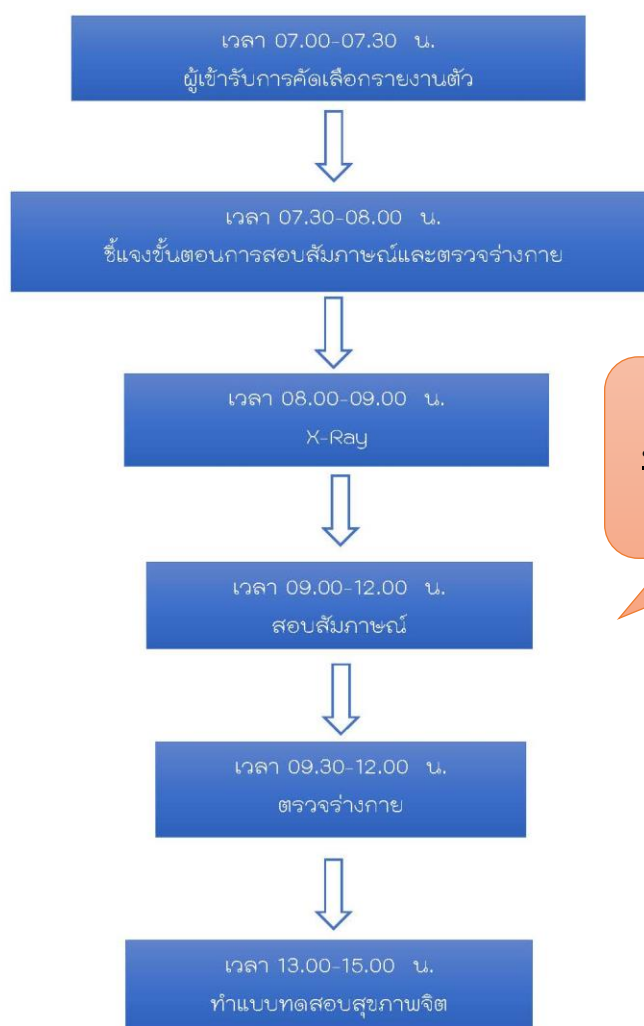 เวลา 07.00-07.30 น.
ผู้เข้ารับการคัดเลือกรายงานตัว
เวลา 07.30-08.00 น.
ชี้แจงขั้นตอนการสอบสัมภาษณ์และตรวจร่างกาย
เวลา 08.00-09.00 น.
X-Ray
เวลา 09.00-12.00 น.
สอบสัมภาษณ์
เวลา 09.30-12.00 น.
ตรวจร่างกาย
เวลา 13.00-15.00 น.
ทำแบบทดสอบสุขภาพจิต